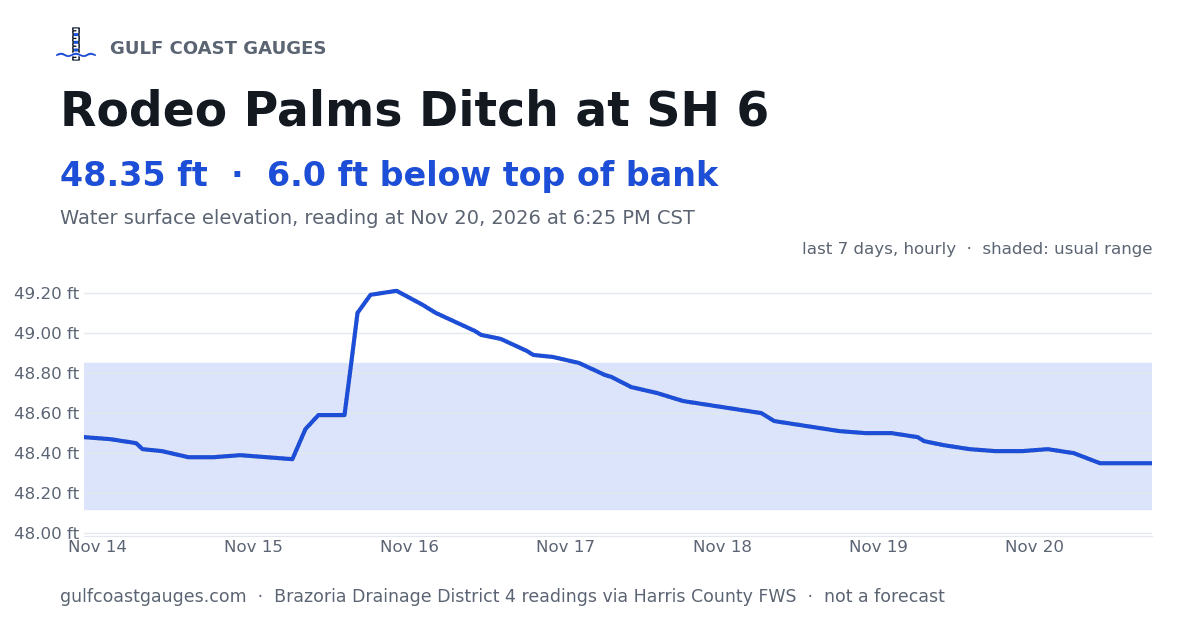 GULF COAST GAUGES
Rodeo Palms Ditch at SH 6
48.35 ft · 6.0 ft below top of bank
Water surface elevation, reading at Nov 20, 2026 at 6:25 PM CST
last 7 days, hourly · shaded: usual range
49.20 ft
49.00 ft
48.80 ft
48.60 ft
48.40 ft
48.20 ft
48.00 ft
Nov 14 Nov 15 Nov 16 Nov 17 Nov 18 Nov 19 Nov 20
gulfcoastgauges.com · Brazoria Drainage District 4 readings via Harris County FWS · not a forecast